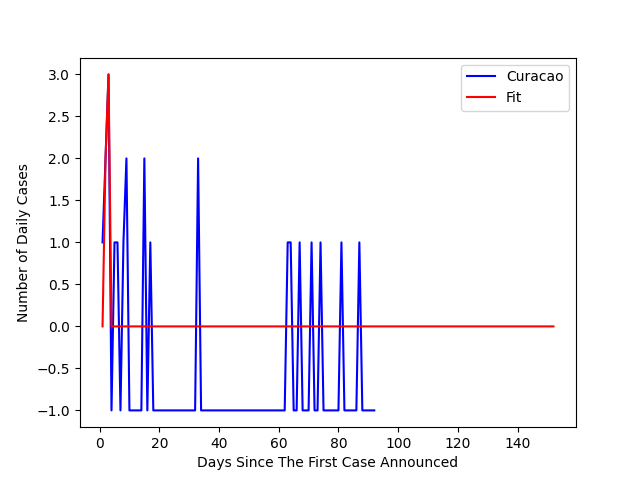 Curacao
Fit
3.0
2.5
2.0
1.5
1.0
0.5
0.0
−0.5
−1.0
Number of Daily Cases
0 20 40 60 80 100 120 140
Days Since The First Case Announced